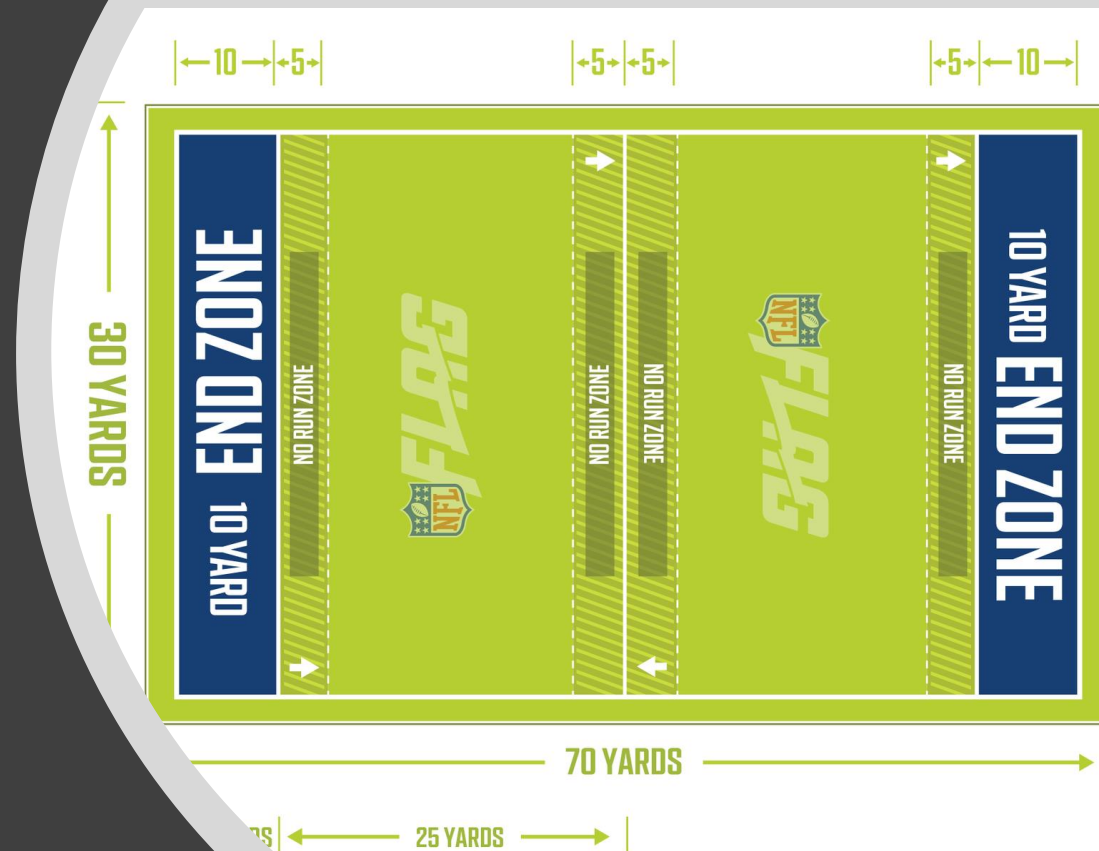 10
5
5
5
5
10
30 YARDS
10 YARD END ZONE
NO RUN ZONE
NFL FLAG
NO RUN ZONE
NO RUN ZONE
NFL FLAG
NO RUN ZONE
10 YARD END ZONE
70 YARDS
25 YARDS